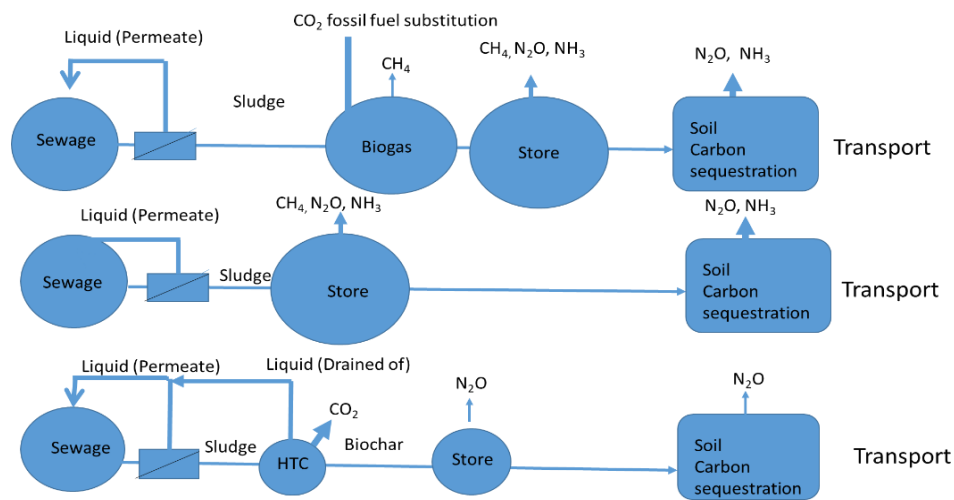 CO₂ fossil fuel substitution
Liquid (Permeate)
CH₄, N₂O, NH₃
N₂O, NH₃
CH₄
Sludge
Sewage
Biogas
Store
Soil
Carbon
sequestration
Transport
Liquid (Permeate)
CH₄, N₂O, NH₃
N₂O, NH₃
Sewage
Sludge
Store
Soil
Carbon
sequestration
Transport
Liquid (Permeate)
Liquid (Drained of)
N₂O
N₂O
CO₂
Sewage
Sludge
HTC
Biochar
Store
Soil
Carbon
sequestration
Transport